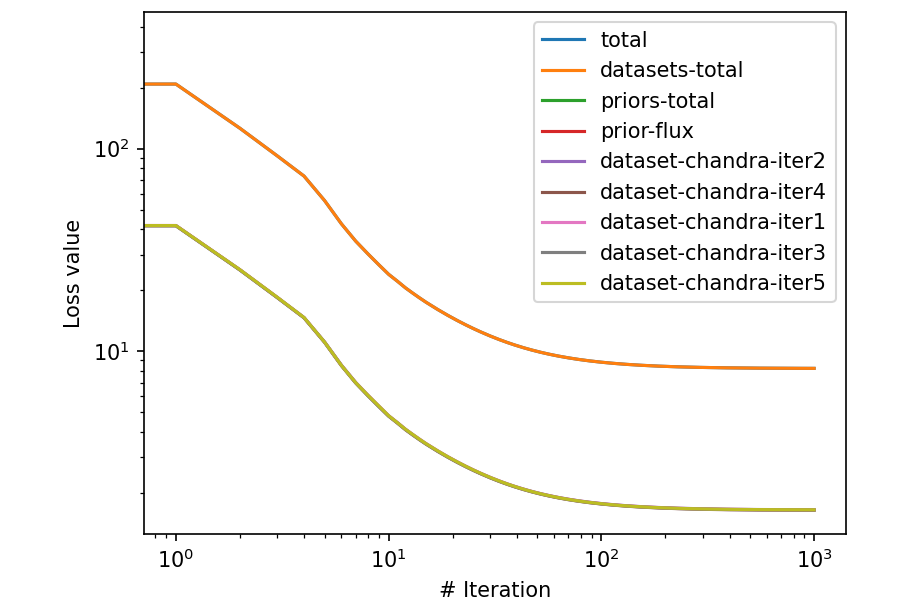 total
datasets-total
priors-total
prior-flux
dataset-chandra-iter2
dataset-chandra-iter4
dataset-chandra-iter1
dataset-chandra-iter3
dataset-chandra-iter5
Loss value
10²
10¹
10⁰ 10¹ 10² 10³
# Iteration